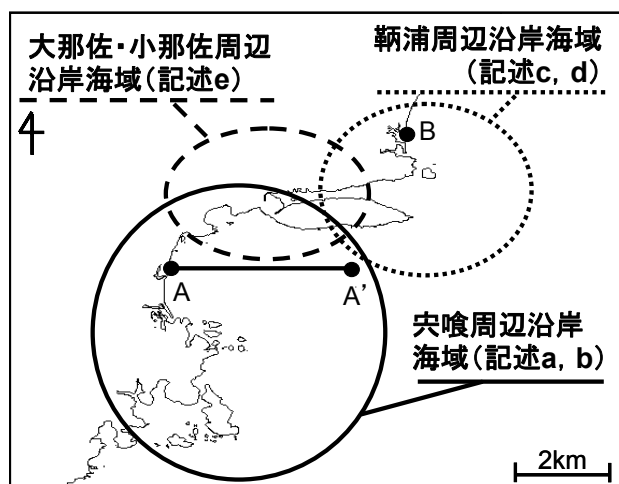 大那佐・小那佐周辺
沿岸海域(記述e)
鞆浦周辺沿岸海域
(記述c, d)
B
A
A’
宍喰周辺沿岸
海域(記述a, b)
2km